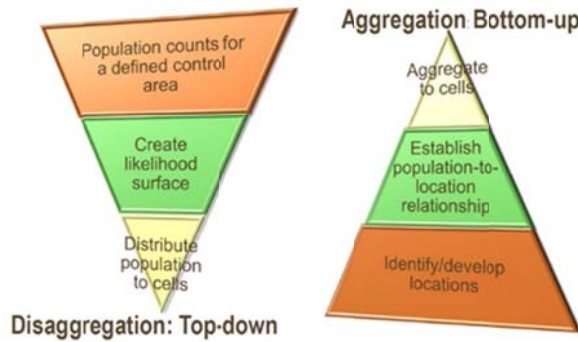 Population counts for
a defined control
area
Create
likelihood
surface
Distribute
population
to cells
Disaggregation: Top-down
Aggregation Bottom-up
Aggregate
to cells
Establish
population-to-
location
relationship
Identify/develop
locations